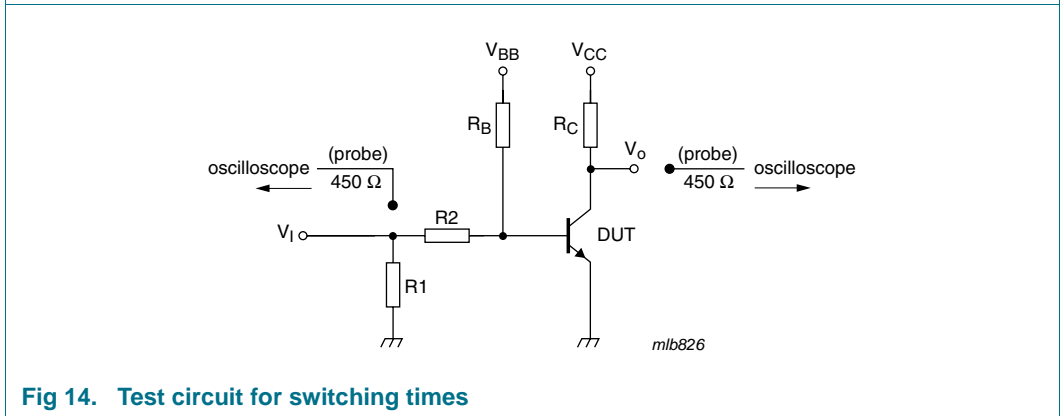 V_BB
V_CC
R_B
R_C
V_o
(probe)
450 Ω
oscilloscope
(probe)
450 Ω
oscilloscope
V_I
R2
R1
DUT
mlb826
Fig 14. Test circuit for switching times